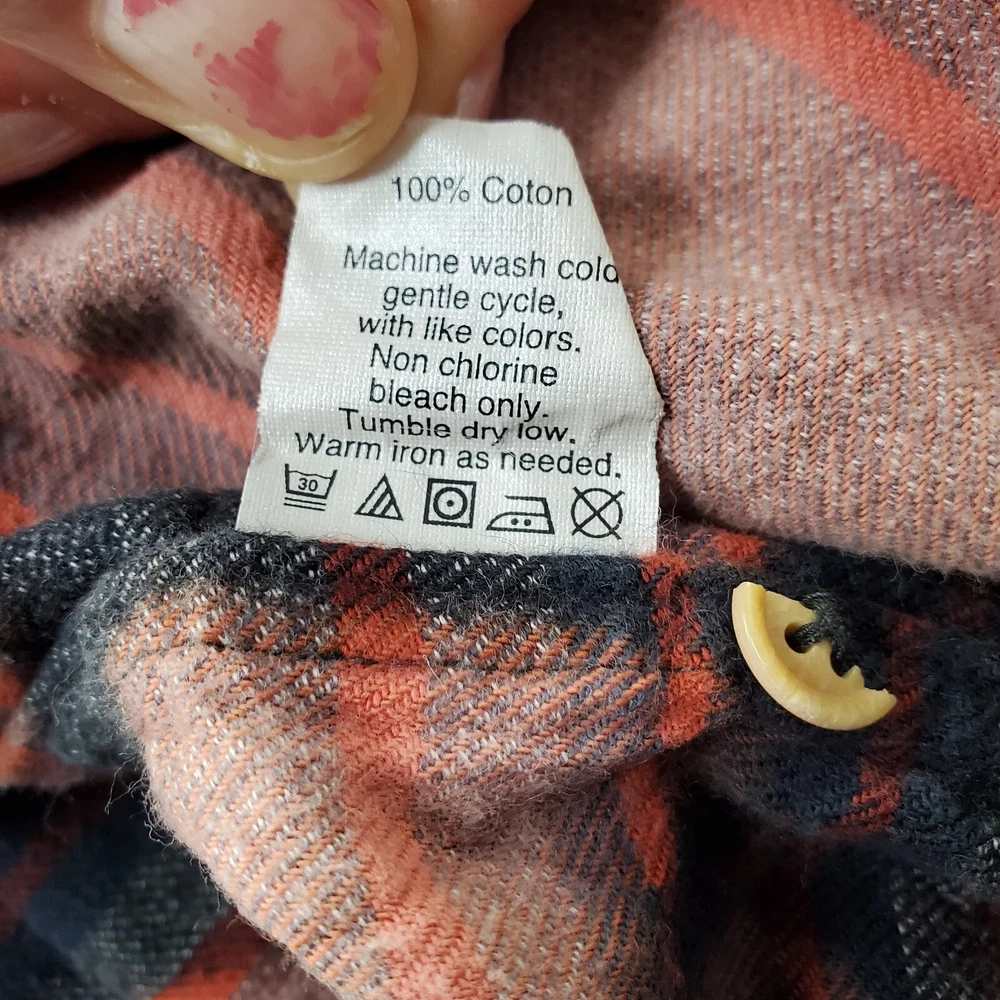 100% Coton
Machine wash cold
gentle cycle,
with like colors.
Non chlorine
bleach only.
Tumble dry low.
Warm iron as needed.
30